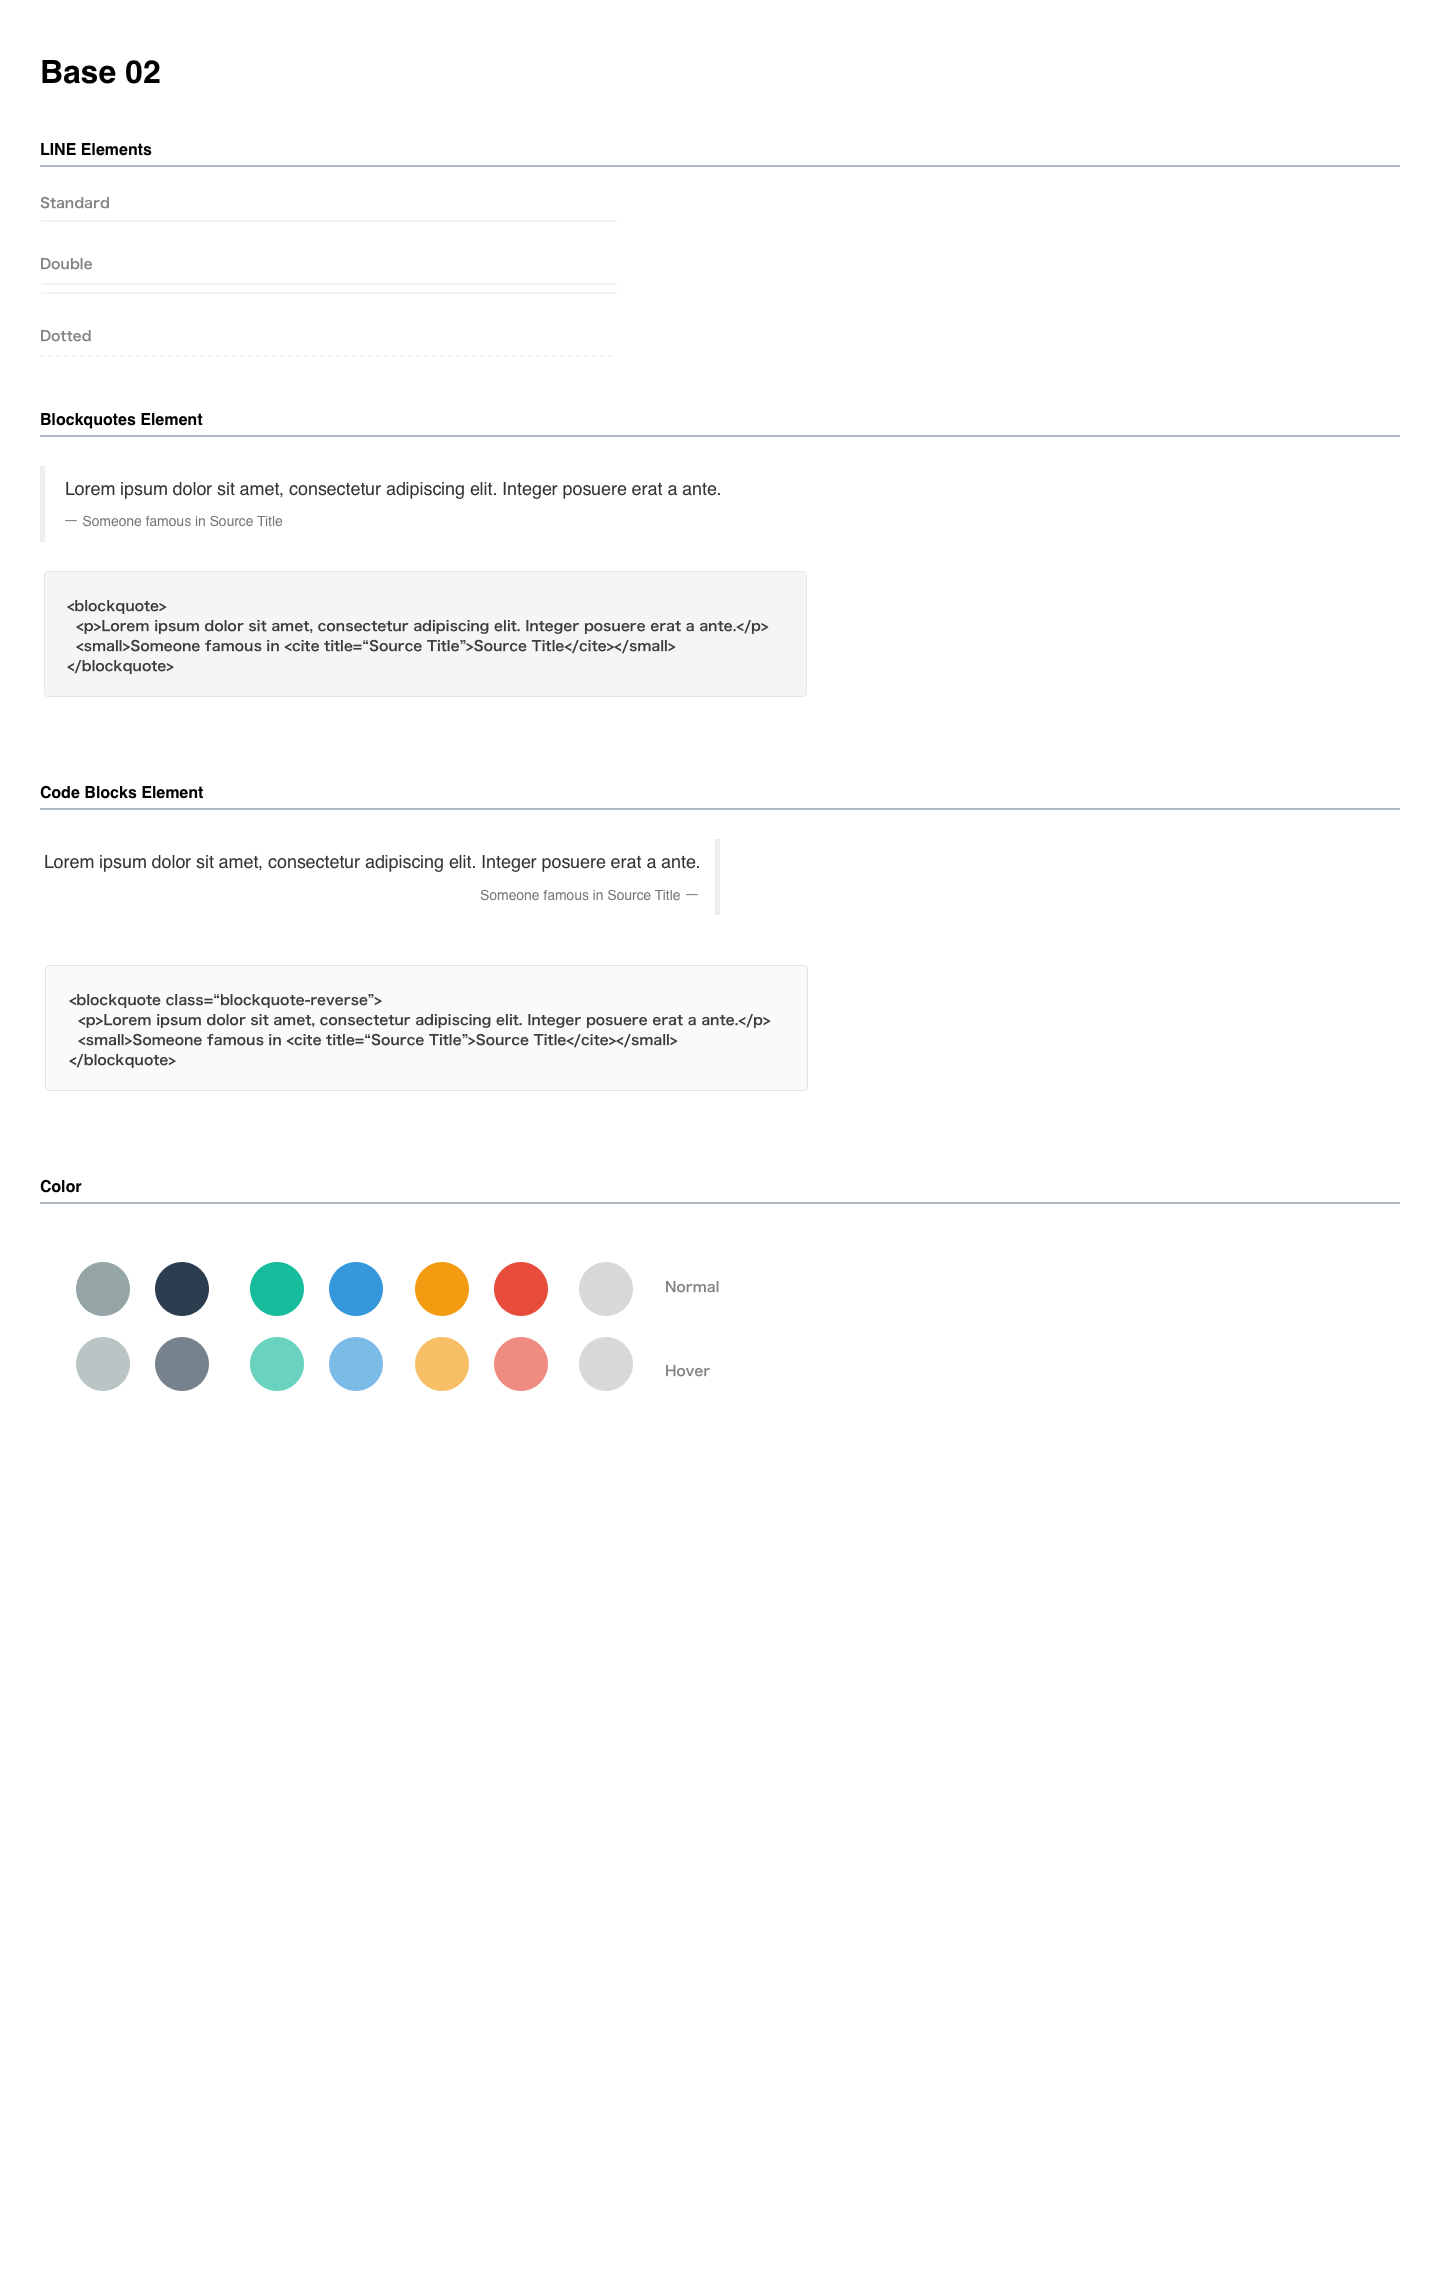 Base 02
LINE Elements
Standard
Double
Dotted
Blockquotes Element
Lorem ipsum dolor sit amet, consectetur adipiscing elit. Integer posuere erat a ante.
— Someone famous in Source Title
<blockquote>
<p>Lorem ipsum dolor sit amet, consectetur adipiscing elit. Integer posuere erat a ante.</p>
<small>Someone famous in <cite title=“Source Title”>Source Title</cite></small>
</blockquote>
Code Blocks Element
Lorem ipsum dolor sit amet, consectetur adipiscing elit. Integer posuere erat a ante.
Someone famous in Source Title —
<blockquote class=“blockquote-reverse”>
<p>Lorem ipsum dolor sit amet, consectetur adipiscing elit. Integer posuere erat a ante.</p>
<small>Someone famous in <cite title=“Source Title”>Source Title</cite></small>
</blockquote>
Color
Normal
Hover